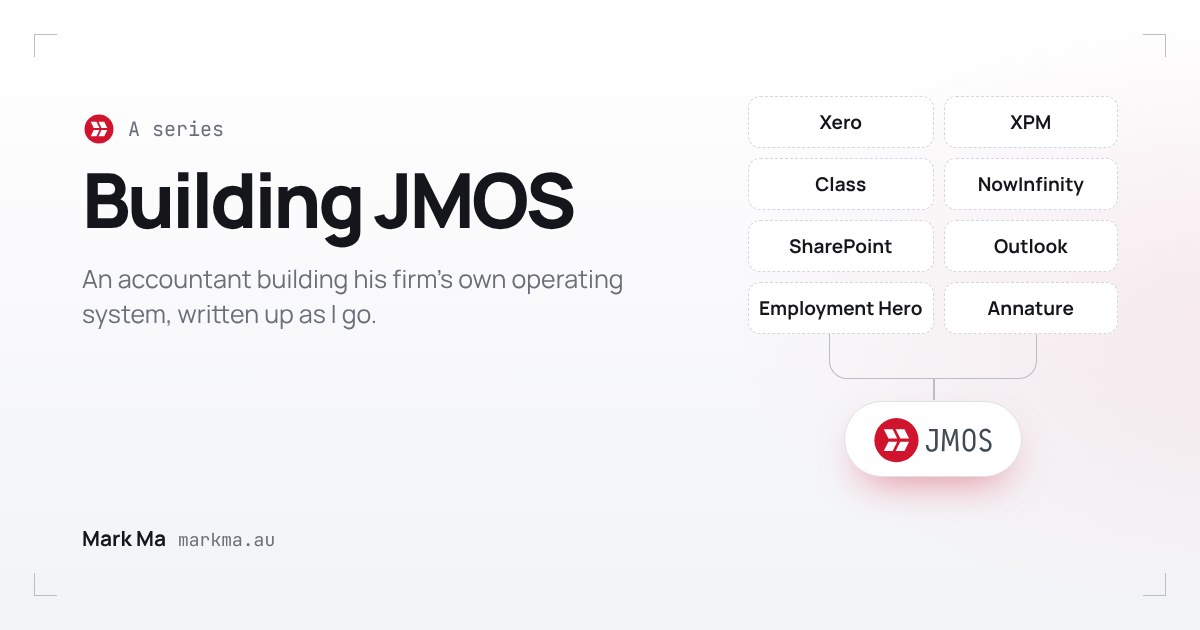 A series
Building JMOS
An accountant building his firm's own operating
system, written up as I go.
Mark Ma markma.au
Xero
XPM
Class
NowInfinity
SharePoint
Outlook
Employment Hero
Annature
JMOS